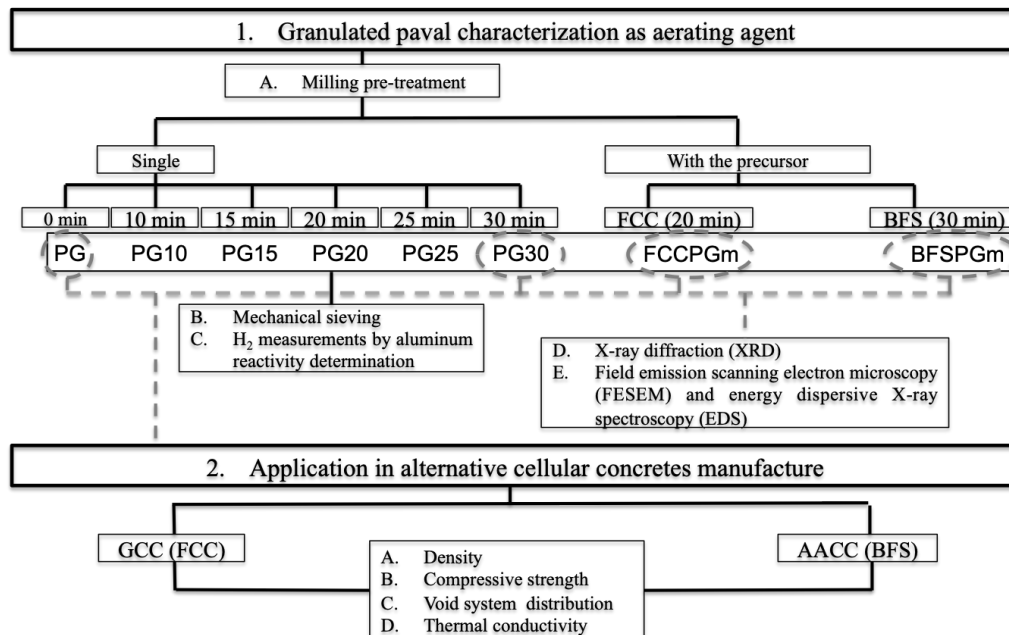 1. Granulated paval characterization as aerating agent
A. Milling pre-treatment
Single
With the precursor
0 min
10 min
15 min
20 min
25 min
30 min
FCC (20 min)
BFS (30 min)
PG
PG10
PG15
PG20
PG25
PG30
FCCPGm
BFSPGm
B. Mechanical sieving
C. H₂ measurements by aluminum
reactivity determination
D. X-ray diffraction (XRD)
E. Field emission scanning electron microscopy
(FESEM) and energy dispersive X-ray
spectroscopy (EDS)
2. Application in alternative cellular concretes manufacture
GCC (FCC)
AACC (BFS)
A. Density
B. Compressive strength
C. Void system distribution
D. Thermal conductivity